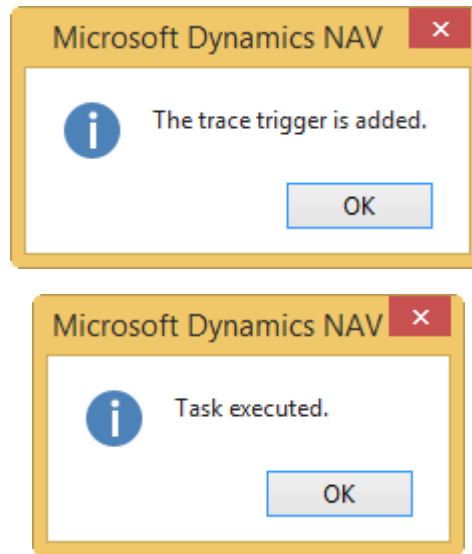 Microsoft Dynamics NAV
The trace trigger is added.
OK
Microsoft Dynamics NAV
Task executed.
OK